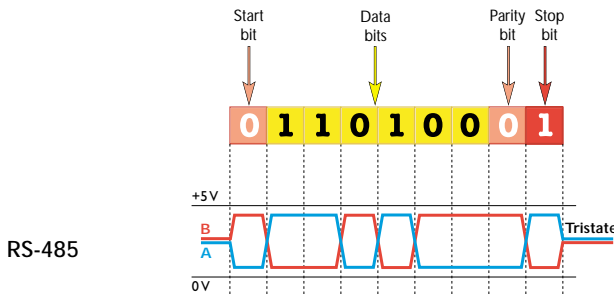 Start bit
Data bits
Parity bit
Stop bit
0 1 1 0 1 0 0 0 1
+5 V
B
A
Tristate
RS-485
0 V